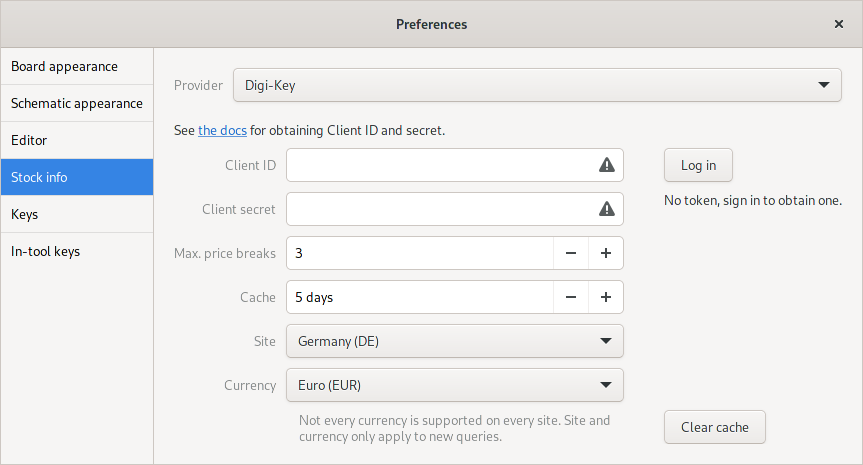 Preferences
Board appearance
Schematic appearance
Editor
Stock info
Keys
In-tool keys
Provider Digi-Key
See the docs for obtaining Client ID and secret.
Client ID
Log in
No token, sign in to obtain one.
Client secret
Max. price breaks 3
Cache 5 days
Site Germany (DE)
Currency Euro (EUR)
Not every currency is supported on every site. Site and
currency only apply to new queries.
Clear cache